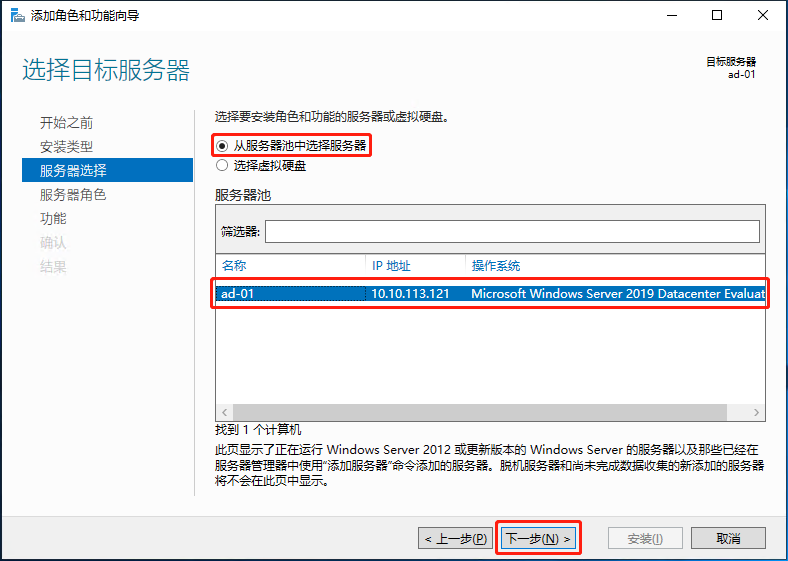 添加角色和功能向导
选择目标服务器
目标服务器
ad-01
开始之前
安装类型
服务器选择
服务器角色
功能
确认
结果
选择要安装角色和功能的服务器或虚拟硬盘。
从服务器池中选择服务器
选择虚拟硬盘
服务器池
筛选器:
名称 IP 地址 操作系统
ad-01 10.10.113.121 Microsoft Windows Server 2019 Datacenter Evaluat
找到 1 个计算机
此页显示了正在运行 Windows Server 2012 或更新版本的 Windows Server 的服务器以及那些已经在
服务器管理器中使用"添加服务器"命令添加的服务器。脱机服务器和尚未完成数据收集的新添加的服务器
将不会在此页中显示。
< 上一步(P) 下一步(N) > 安装(I) 取消